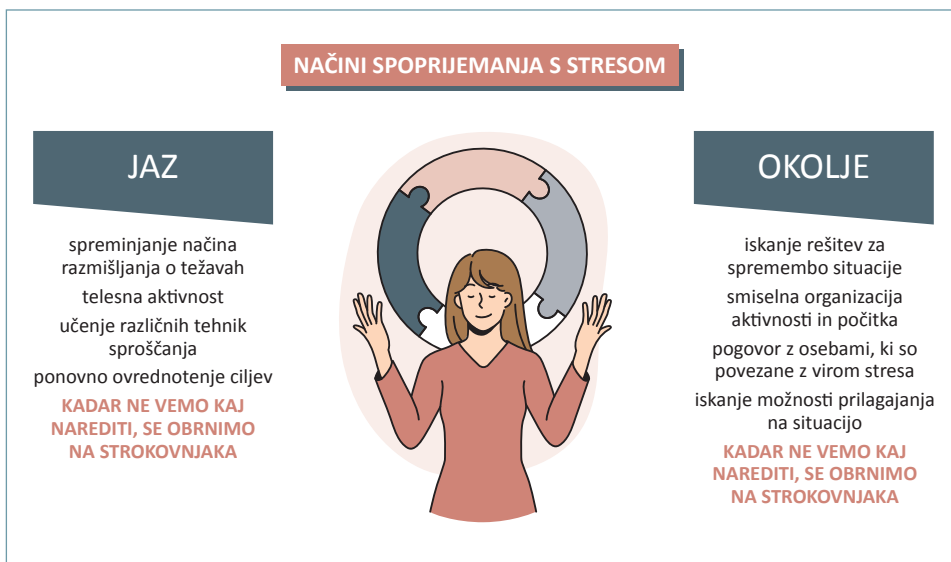 NAČINI SPOPRIJEMANJA S STRESOM
JAZ
spreminjanje načina
razmišljanja o težavah
telesna aktivnost
učenje različnih tehnik
sproščanja
ponovno ovrednotenje ciljev
KADAR NE VEMO KAJ
NAREDITI, SE OBRNIMO
NA STROKOVNJAKA
OKOLJE
iskanje rešitev za
spremembo situacije
smiselna organizacija
aktivnosti in počitka
pogovor z osebami, ki so
povezane z virom stresa
iskanje možnosti prilagajanja
na situacijo
KADAR NE VEMO KAJ
NAREDITI, SE OBRNIMO
NA STROKOVNJAKA